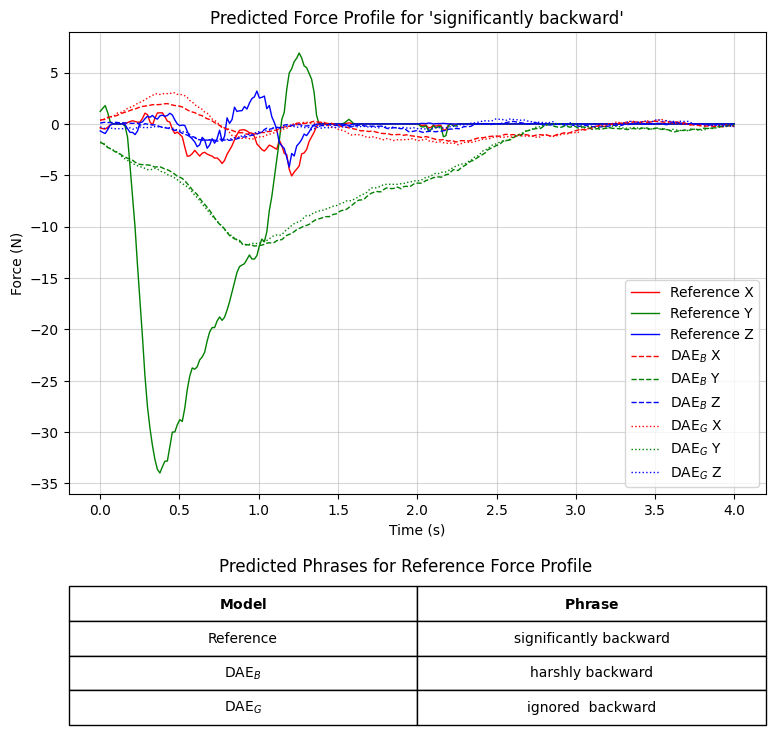 Predicted Force Profile for 'significantly backward'
5
0
−5
−10
−15
−20
−25
−30
−35
Force (N)
0.0 0.5 1.0 1.5 2.0 2.5 3.0 3.5 4.0
Time (s)
Reference X
Reference Y
Reference Z
DAE_B X
DAE_B Y
DAE_B Z
DAE_G X
DAE_G Y
DAE_G Z
Predicted Phrases for Reference Force Profile
Model Phrase
Reference significantly backward
DAE_B harshly backward
DAE_G ignored  backward